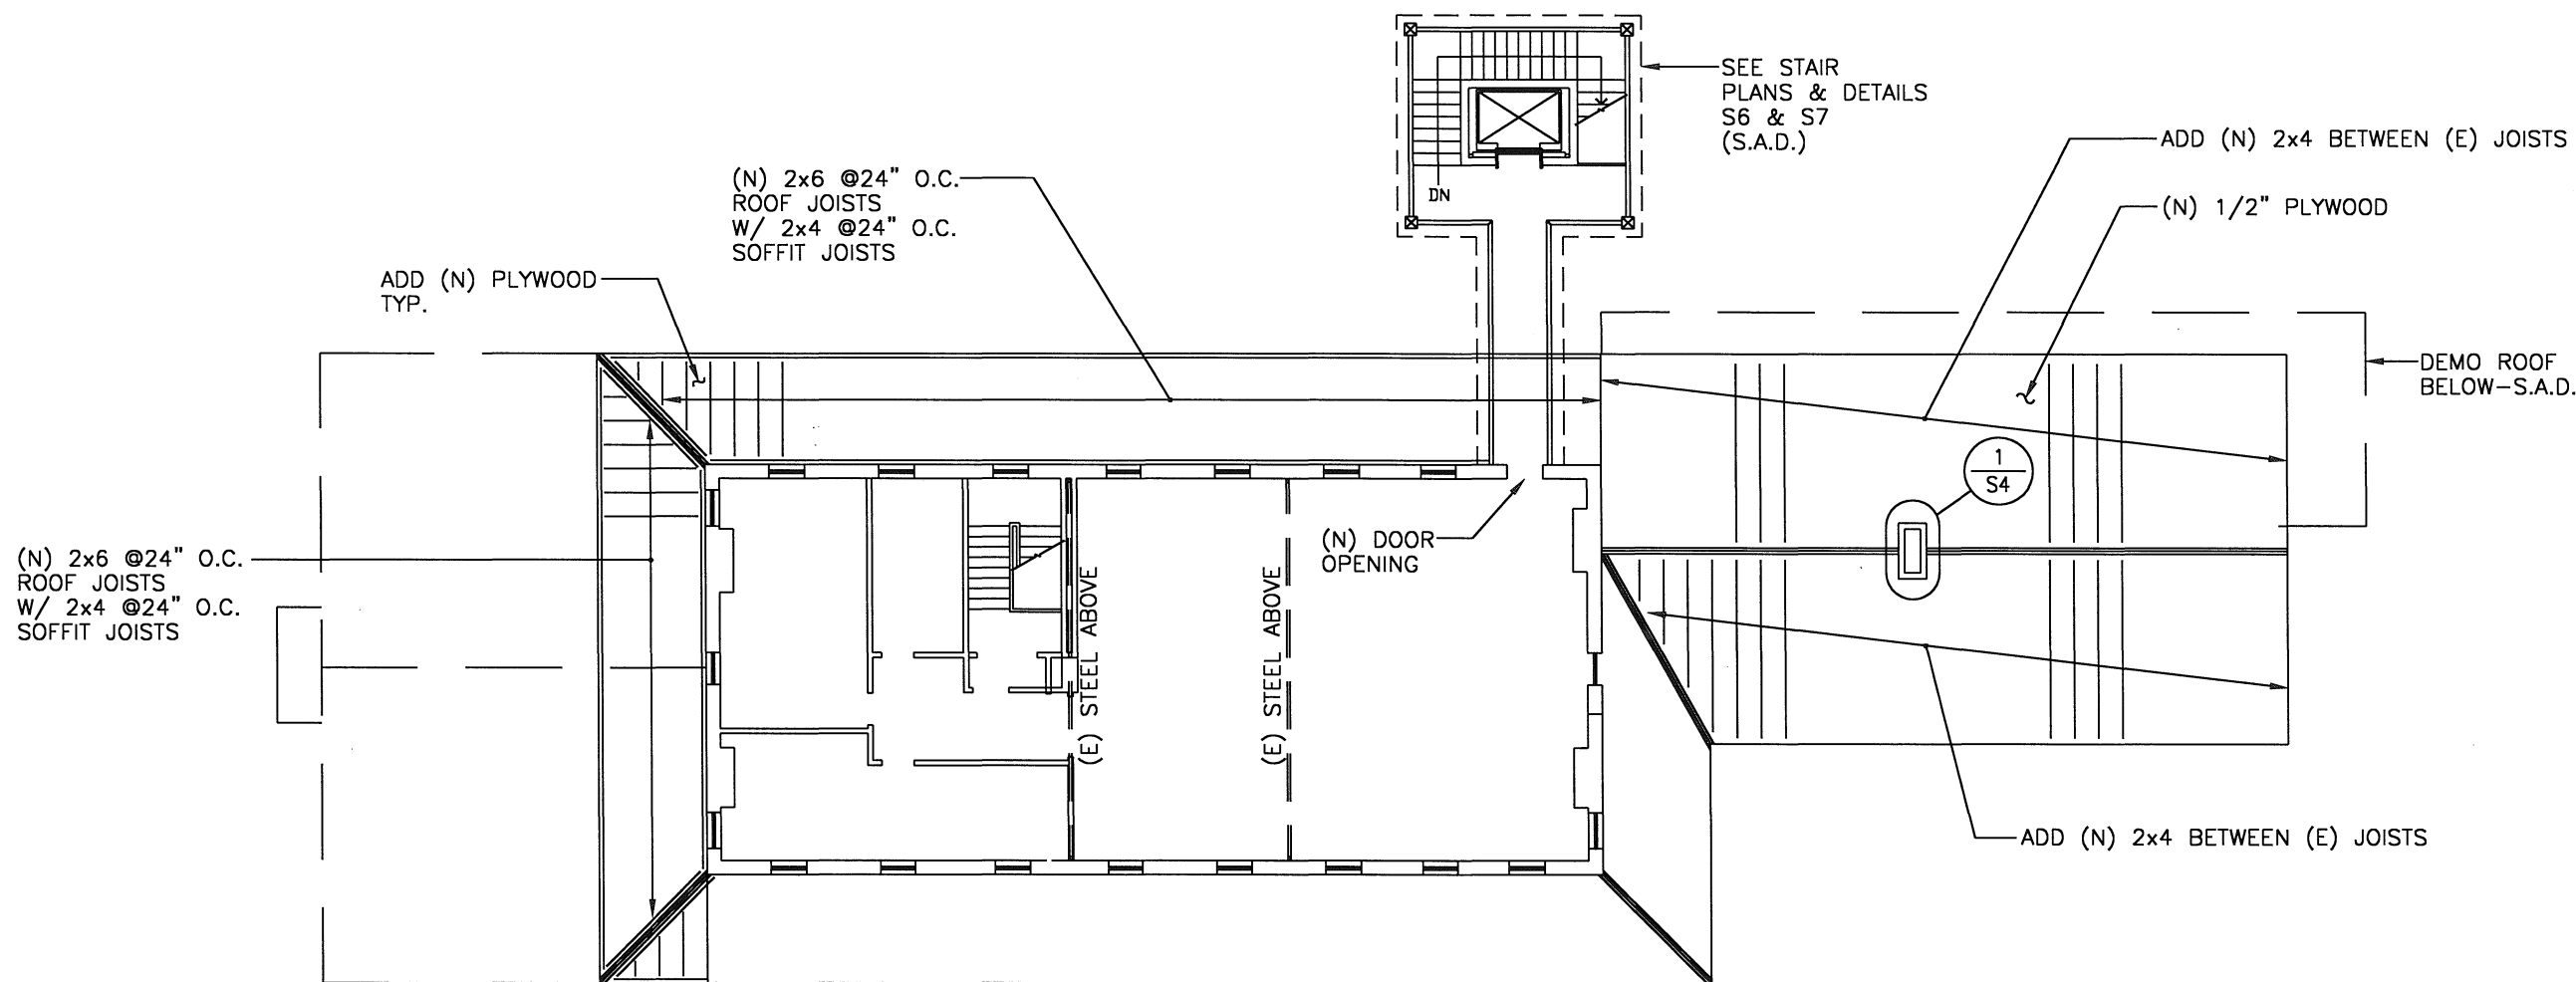 SEE STAIR
PLANS & DETAILS
S6 & S7
(S.A.D.)
ADD (N) 2x4 BETWEEN (E) JOISTS
(N) 2x6 @24" O.C.
ROOF JOISTS
W/ 2x4 @24" O.C.
SOFFIT JOISTS
DN
(N) 1/2" PLYWOOD
ADD (N) PLYWOOD
TYP.
DEMO ROOF
BELOW-S.A.D.
1
S4
(N) DOOR
OPENING
(N) 2x6 @24" O.C.
ROOF JOISTS
W/ 2x4 @24" O.C.
SOFFIT JOISTS
(E) STEEL ABOVE
(E) STEEL ABOVE
ADD (N) 2x4 BETWEEN (E) JOISTS